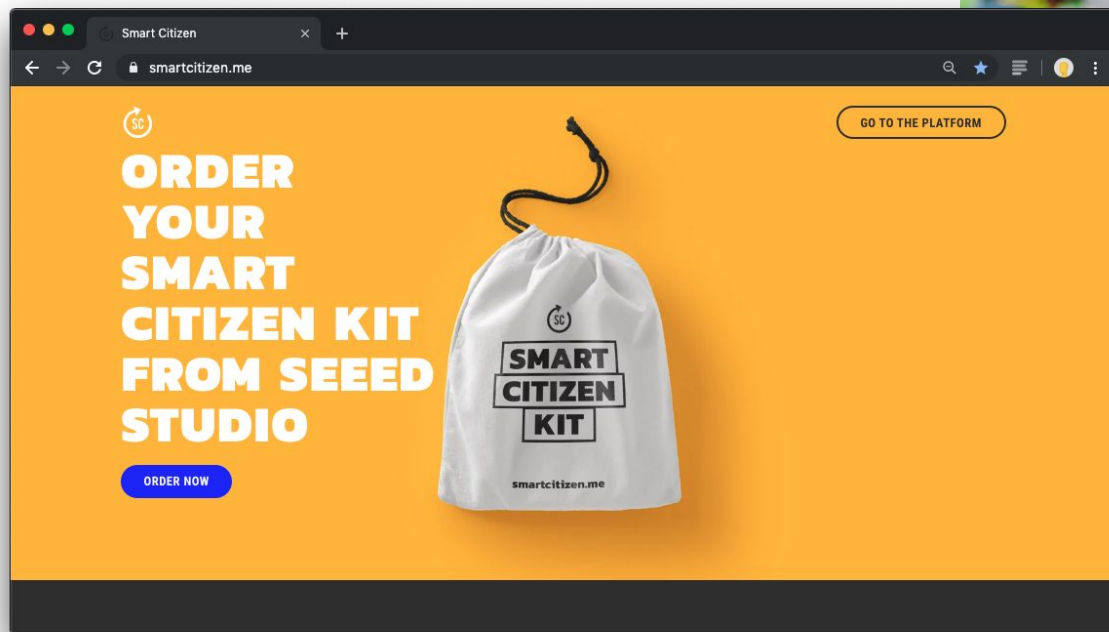 Smart Citizen
smartcitizen.me
SC
GO TO THE PLATFORM
ORDER
YOUR
SMART
CITIZEN KIT
FROM SEEED
STUDIO
ORDER NOW
SC
SMART
CITIZEN
KIT
smartcitizen.me